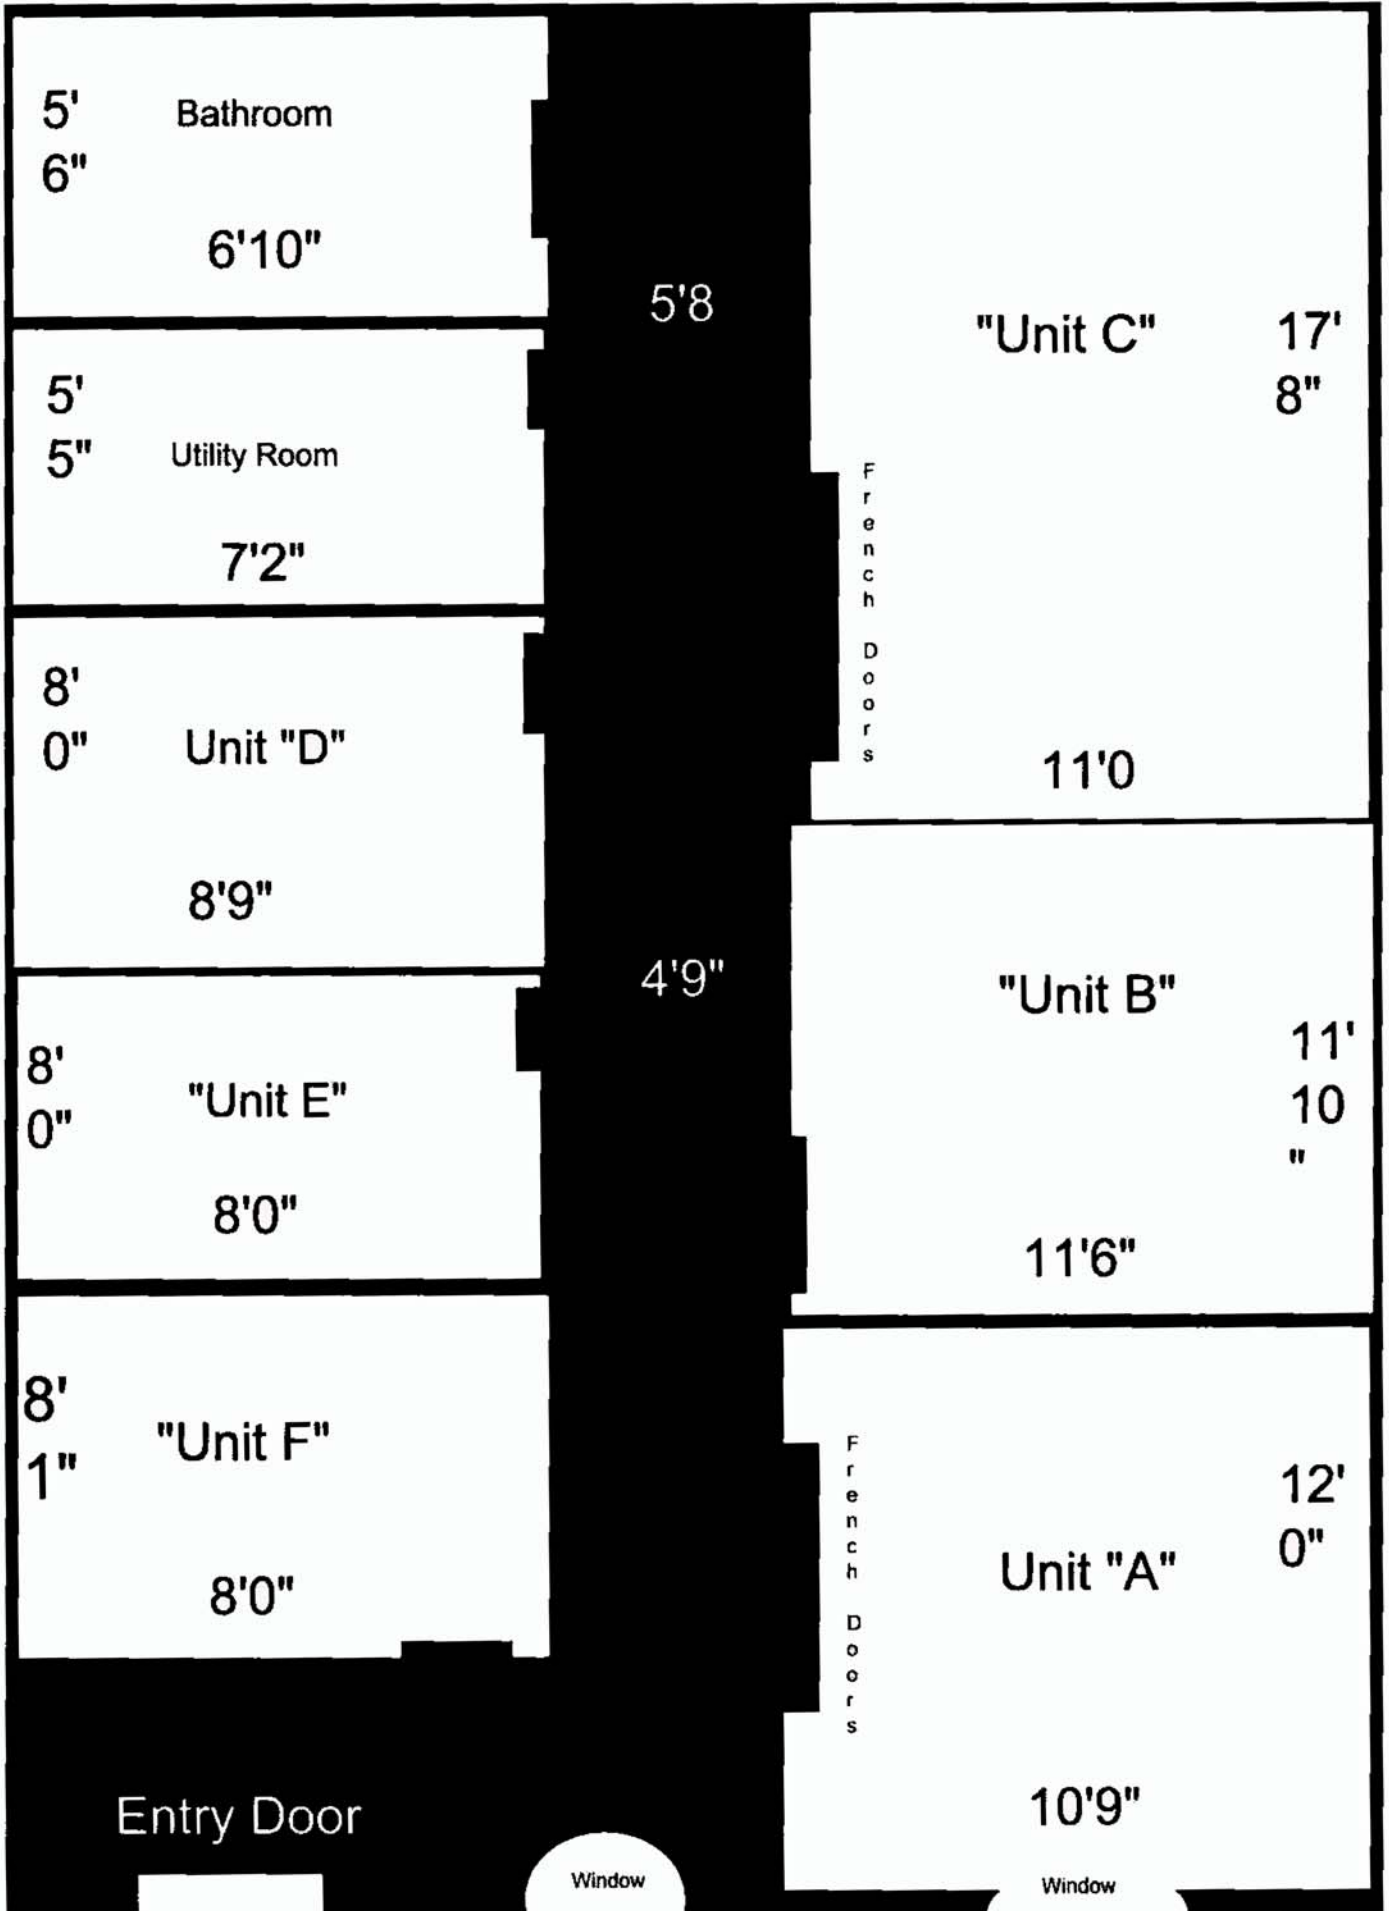 5'
6"
Bathroom
6'10"
5'
5"
Utility Room
7'2"
8'
0"
Unit "D"
8'9"
8'
0"
"Unit E"
8'0"
8'
1"
"Unit F"
8'0"
Entry Door
5'8
4'9"
Window
"Unit C"
17'
8"
French Doors
11'0
"Unit B"
11'
10
"
11'6"
French Doors
12'
0"
Unit "A"
10'9"
Window